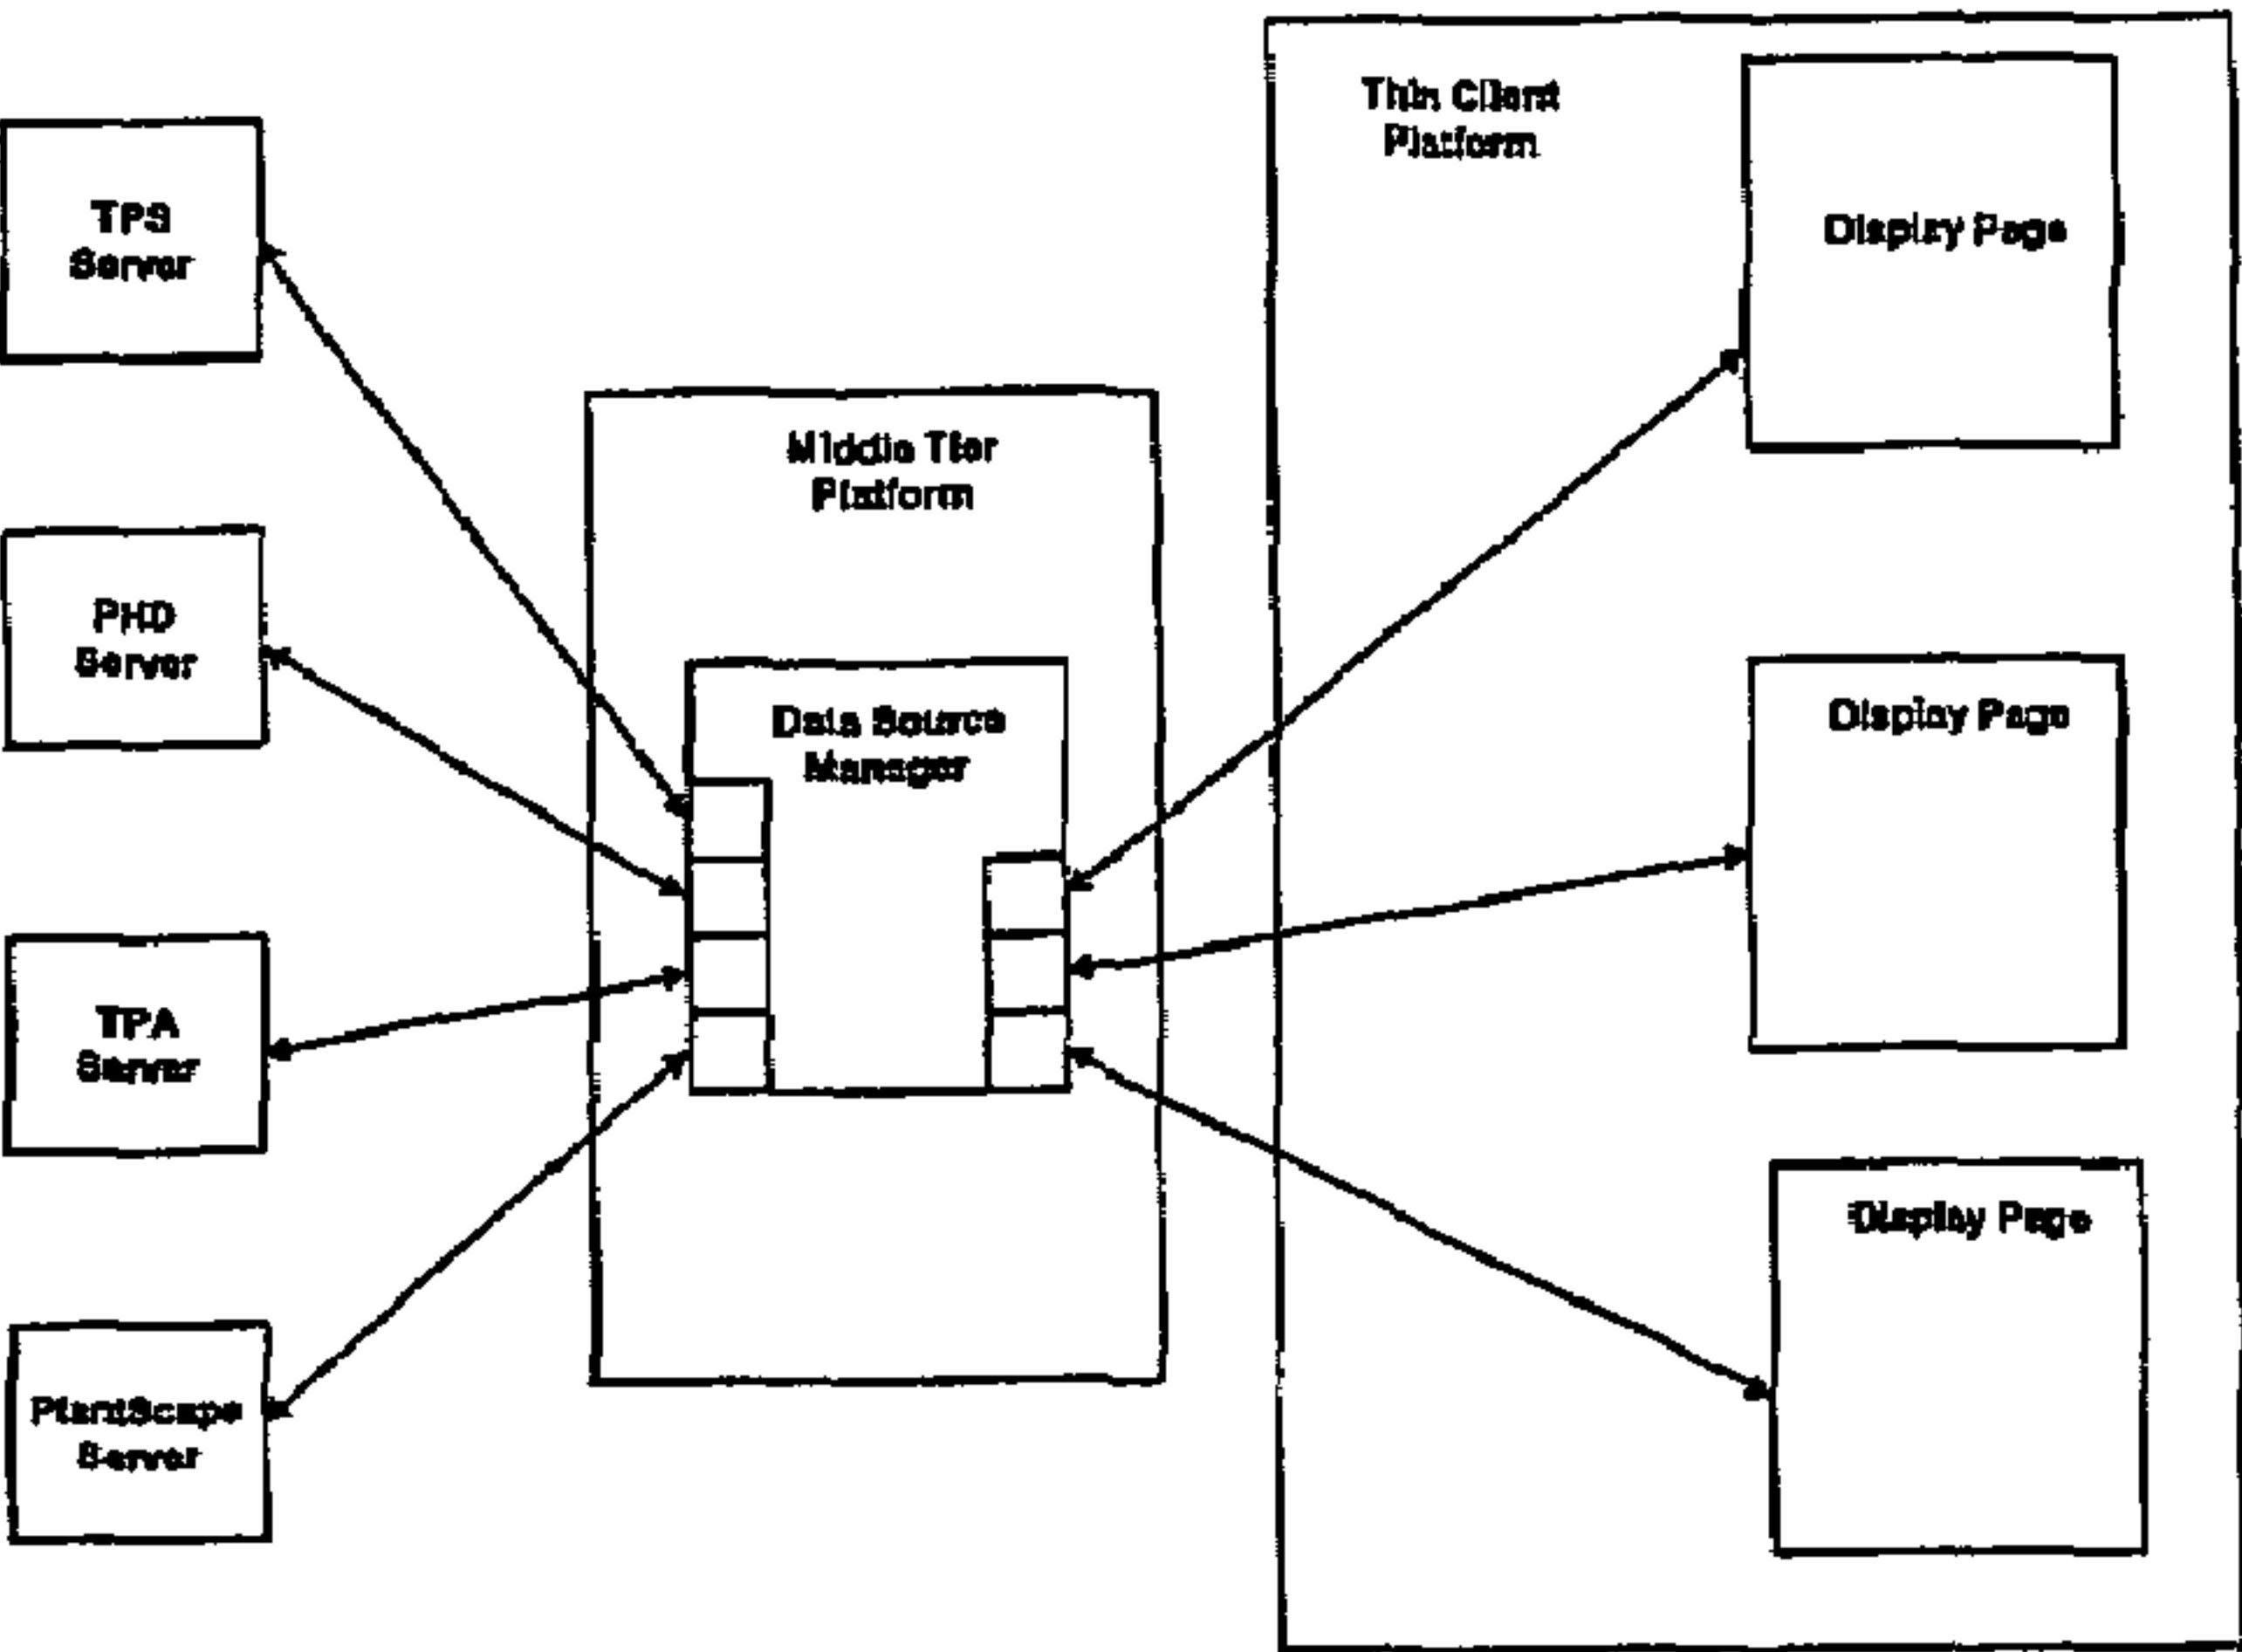 Thin Client
Platform
Display Page
TPS
Server
Middle Tier
Platform
PHD
Server
Data Source
Manager
Display Page
TPA
Server
Display Page
PlantScape
Server